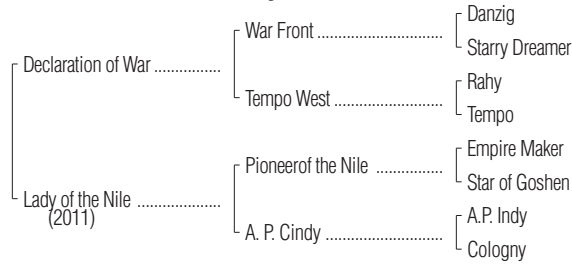 Danzig
War Front ................................
Starry Dreamer
Declaration of War .................
Rahy
Tempo West ...........................
Tempo
Empire Maker
Pioneerof the Nile .................
Star of Goshen
Lady of the Nile ....................
(2011)
A.P. Indy
A. P. Cindy .............................
Cologny